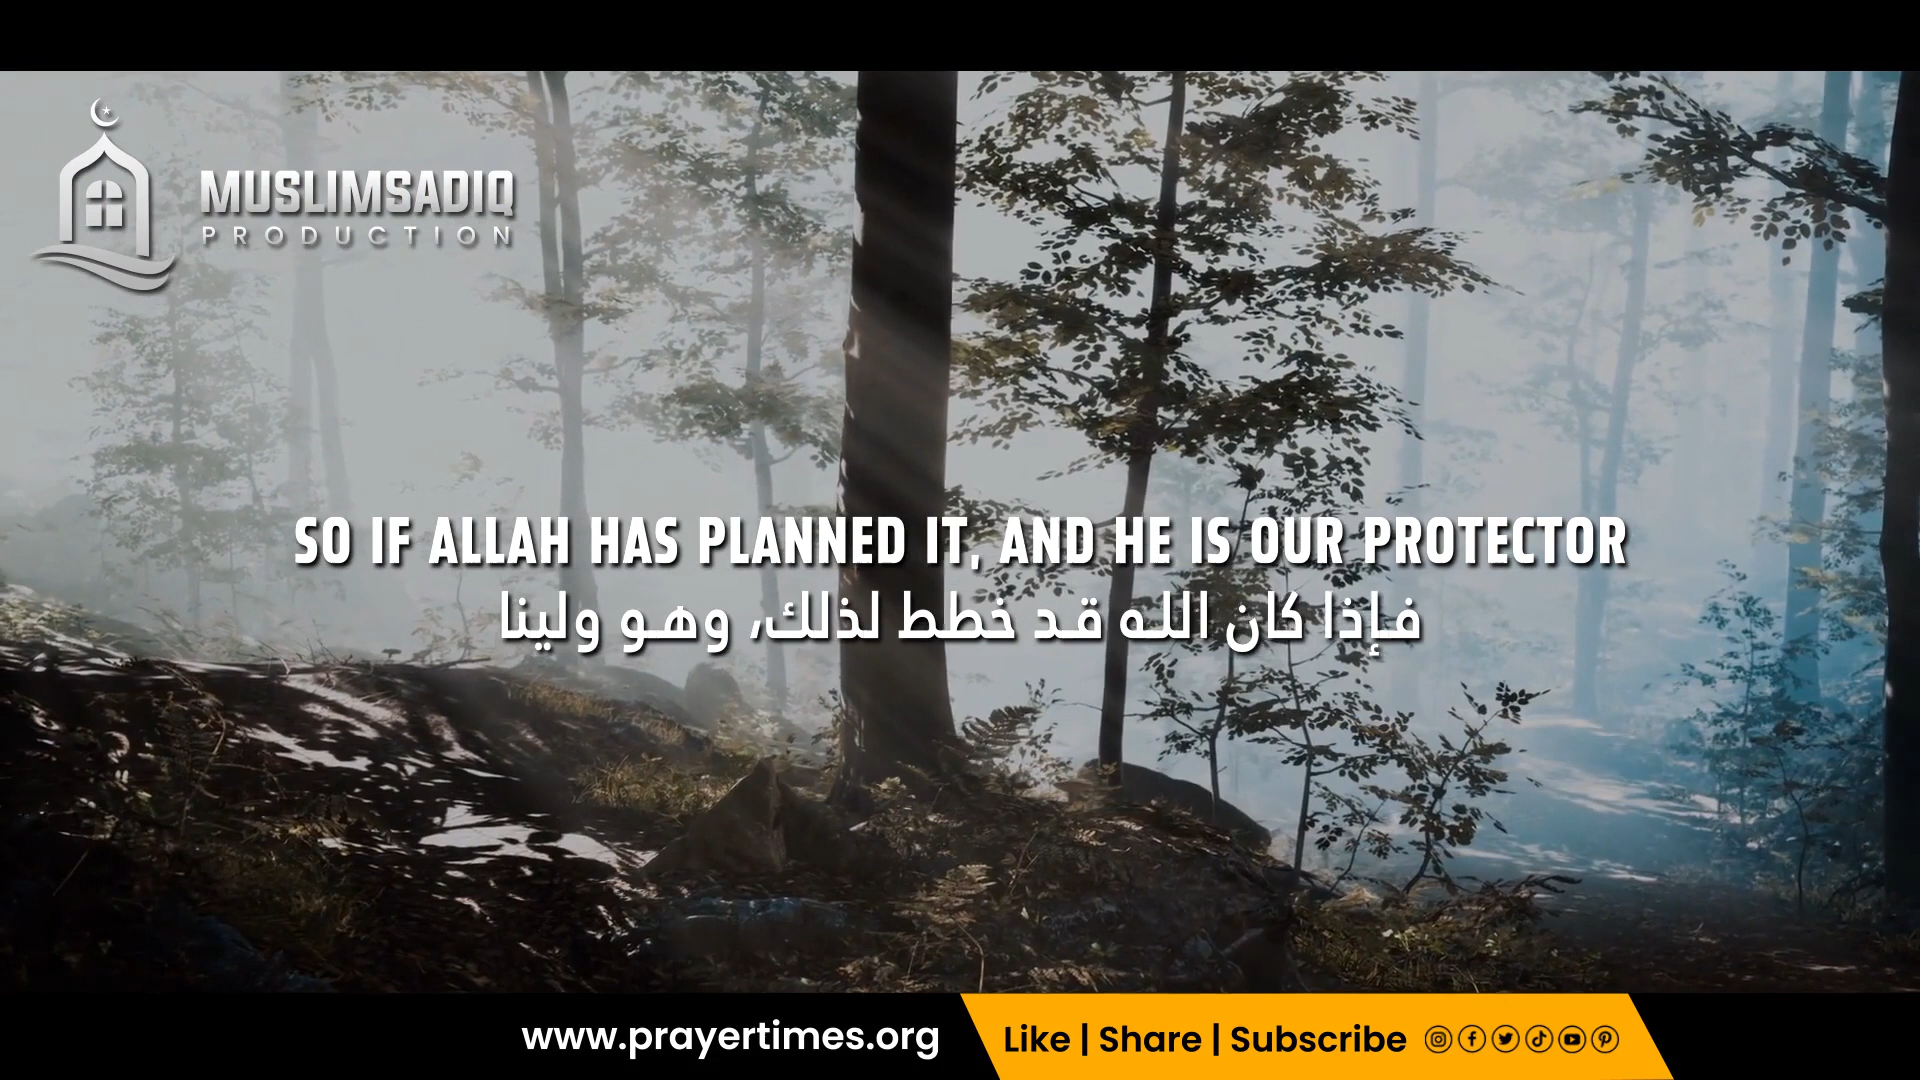 MUSLIMSADIQ
PRODUCTION
SO IF ALLAH HAS PLANNED IT, AND HE IS OUR PROTECTOR
فإذا كان الله قد خطط لذلك، وهو ولينا
www.prayertimes.org
Like | Share | Subscribe